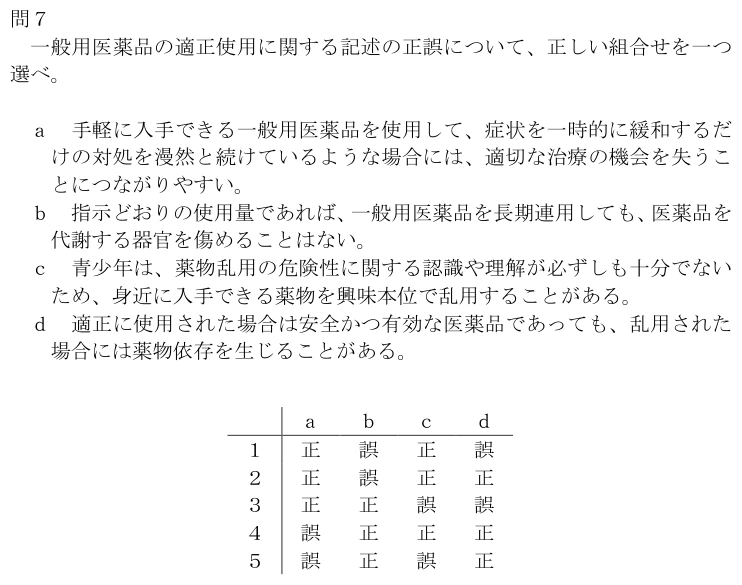 問７
一般用医薬品の適正使用に関する記述の正誤について、正しい組合せを一つ
選べ。
ａ　手軽に入手できる一般用医薬品を使用して、症状を一時的に緩和するだ
けの対処を漫然と続けているような場合には、適切な治療の機会を失うこ
とにつながりやすい。
ｂ　指示どおりの使用量であれば、一般用医薬品を長期連用しても、医薬品を
代謝する器官を傷めることはない。
ｃ　青少年は、薬物乱用の危険性に関する認識や理解が必ずしも十分でない
ため、身近に入手できる薬物を興味本位で乱用することがある。
ｄ　適正に使用された場合は安全かつ有効な医薬品であっても、乱用された
場合には薬物依存を生じることがある。
ａ　ｂ　ｃ　ｄ
１　正　誤　正　誤
２　正　誤　正　正
３　正　正　誤　誤
４　誤　正　正　正
５　誤　正　誤　正